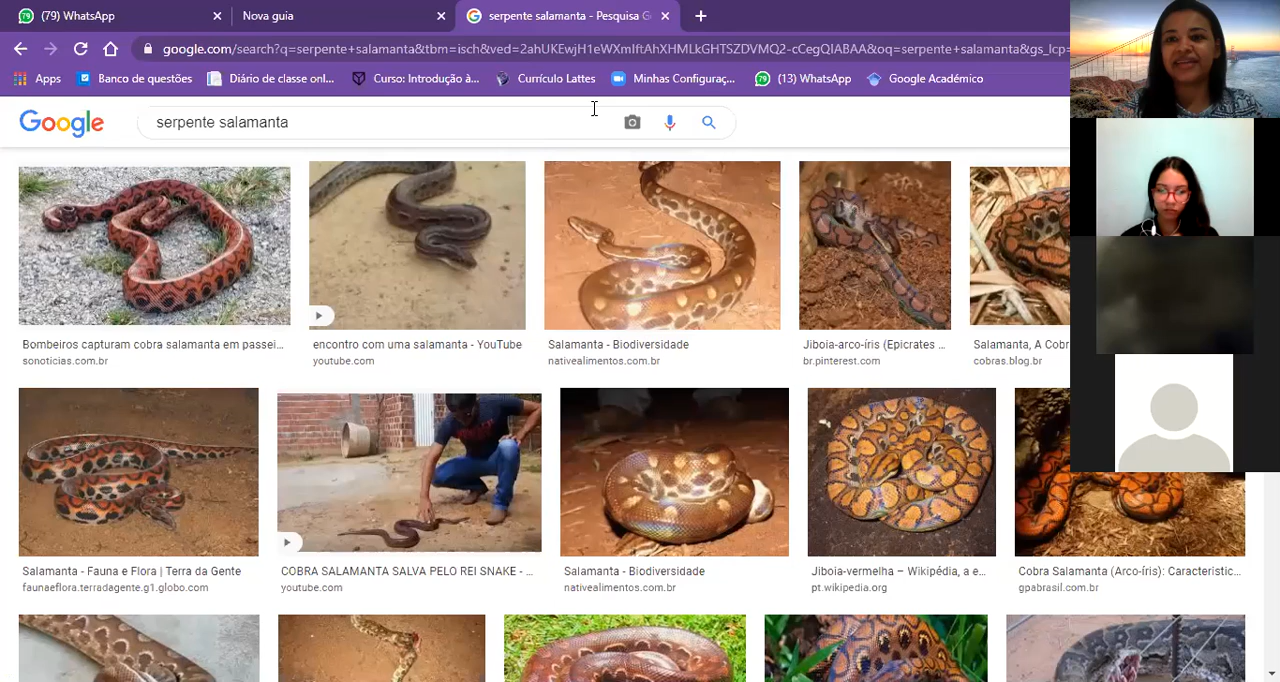 (79) WhatsApp
Nova guia
serpente salamanta - Pesquisa G
google.com/search?q=serpente+salamanta&tbm=isch&ved=2ahUKEwjH1eWXmIftAhXHMLkGHTSZDVMQ2-cCegQIABAA&oq=serpente+salamanta&gs_lcp=
Apps
Banco de questões
Diário de classe onl...
Curso: Introdução à...
Currículo Lattes
Minhas Configuraç...
(13) WhatsApp
Google Acadêmico
Google
serpente salamanta
Bombeiros capturam cobra salamanta em passei...
sonoticias.com.br
encontro com uma salamanta - YouTube
youtube.com
Salamanta - Biodiversidade
nativealimentos.com.br
Jiboia-arco-íris (Epicrates ...
br.pinterest.com
Salamanta, A Cobr
cobras.blog.br
Salamanta - Fauna e Flora | Terra da Gente
faunaeflora.terradagente.g1.globo.com
COBRA SALAMANTA SALVA PELO REI SNAKE - ...
youtube.com
Salamanta - Biodiversidade
nativealimentos.com.br
Jiboia-vermelha – Wikipédia, a e...
pt.wikipedia.org
Cobra Salamanta (Arco-íris): Caracteristic...
gpabrasil.com.br